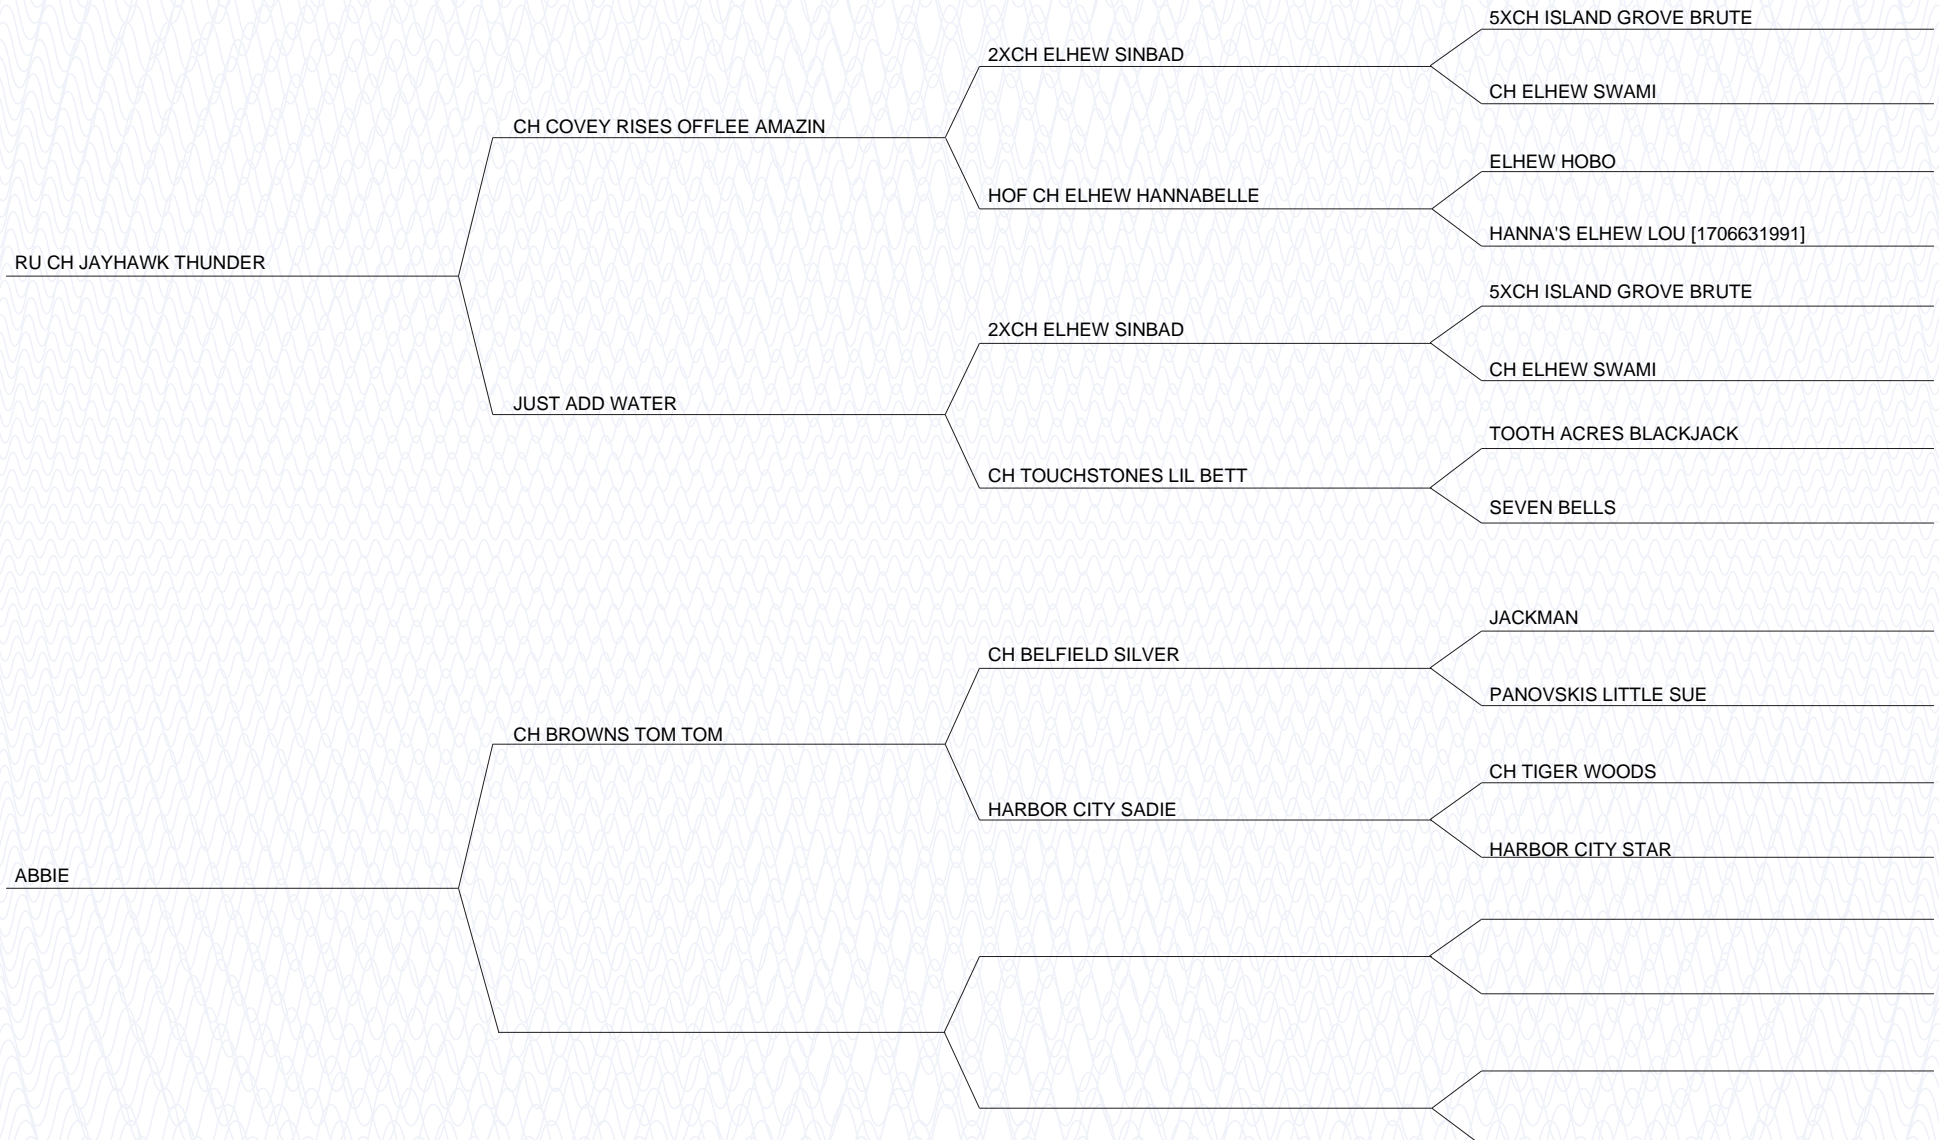 5XCH ISLAND GROVE BRUTE
2XCH ELHEW SINBAD
CH ELHEW SWAMI
CH COVEY RISES OFFLEE AMAZIN
ELHEW HOBO
HOF CH ELHEW HANNABELLE
HANNA'S ELHEW LOU [1706631991]
RU CH JAYHAWK THUNDER
5XCH ISLAND GROVE BRUTE
2XCH ELHEW SINBAD
CH ELHEW SWAMI
JUST ADD WATER
TOOTH ACRES BLACKJACK
CH TOUCHSTONES LIL BETT
SEVEN BELLS
JACKMAN
CH BELFIELD SILVER
PANOVSKIS LITTLE SUE
CH BROWNS TOM TOM
CH TIGER WOODS
HARBOR CITY SADIE
HARBOR CITY STAR
ABBIE